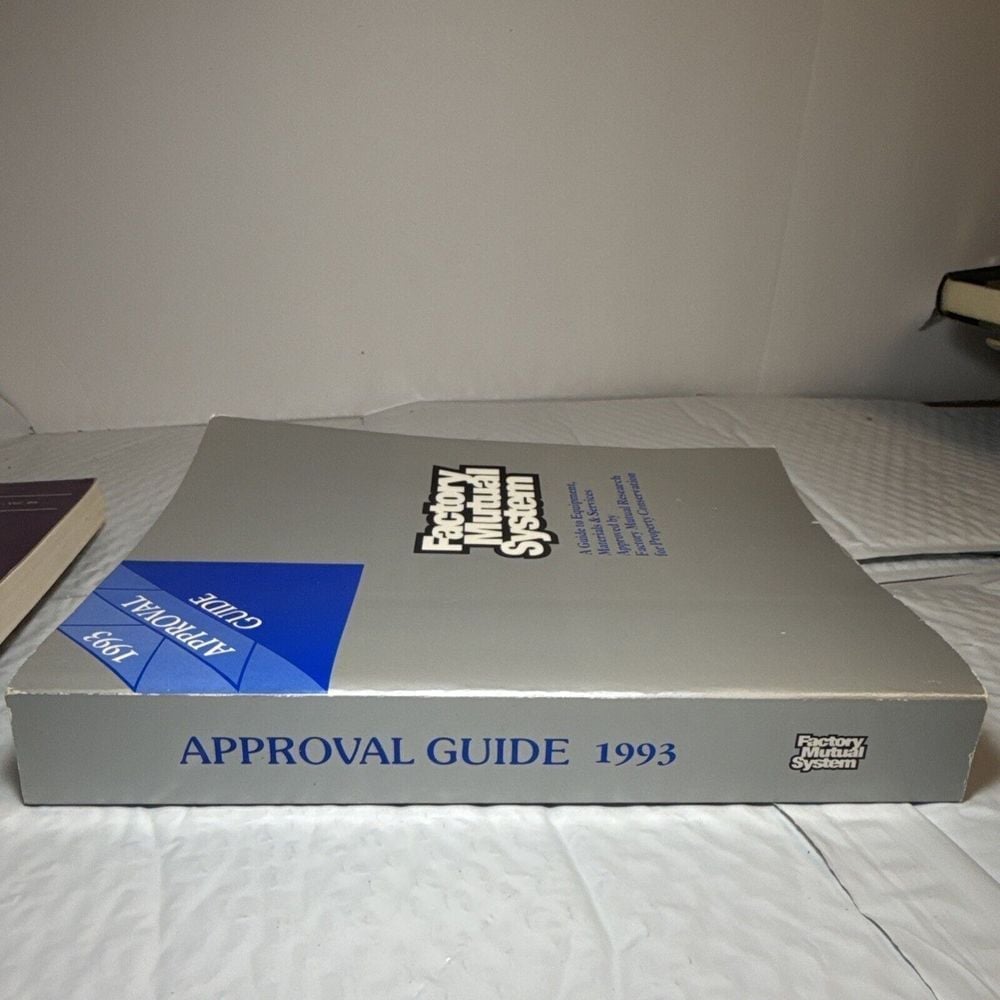 Factory
Mutual
System
A Guide to Equipment,
Materials & Services
Approved by
Factory Mutual Research
for Property Conservation
1993
APPROVAL
GUIDE
APPROVAL GUIDE 1993
Factory
Mutual
System